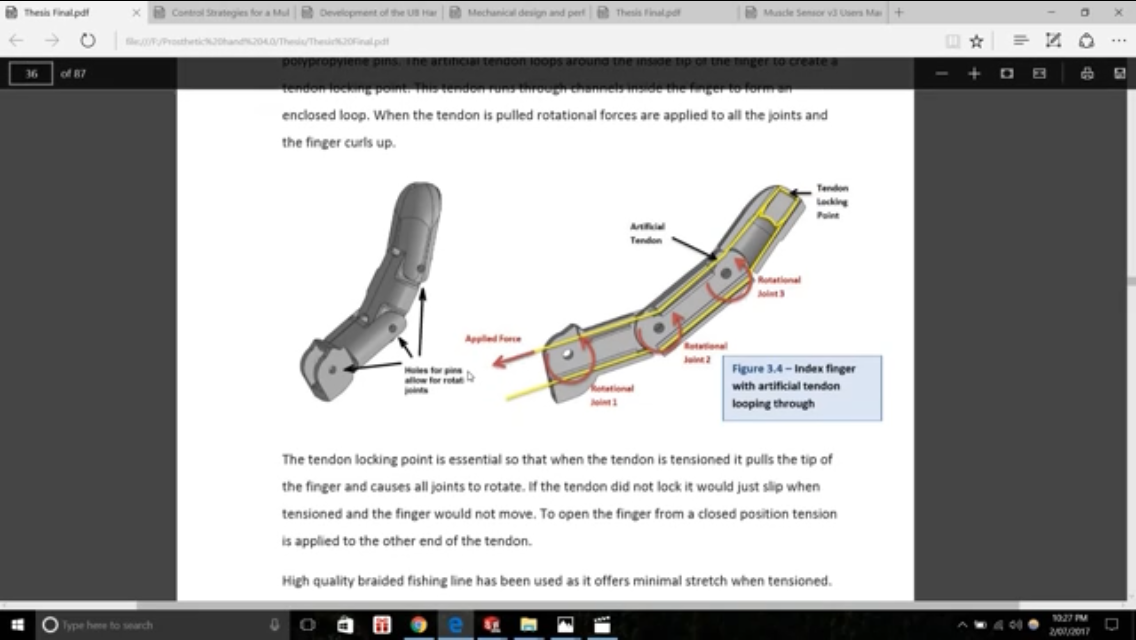 Thesis Final.pdf
Control Strategies for a Mul
Development of the UB Har
Mechanical design and perf
Thesis Final.pdf
Muscle Sensor v3 Users Mar
file:///F:/Prosthetic%20hand%204.0/Thesis/Thesis%20Final.pdf
36 of 87
polypropylene pins. The artificial tendon loops around the inside tip of the finger to create a
tendon locking point. This tendon runs through channels inside the finger to form an
enclosed loop. When the tendon is pulled rotational forces are applied to all the joints and
the finger curls up.
Tendon
Locking
Point
Artificial
Tendon
Rotational
Joint 3
Applied Force
Rotational
Joint 2
Holes for pins
allow for rotati
joints
Rotational
Joint 1
Figure 3.4 – Index finger
with artificial tendon
looping through
The tendon locking point is essential so that when the tendon is tensioned it pulls the tip of
the finger and causes all joints to rotate. If the tendon did not lock it would just slip when
tensioned and the finger would not move. To open the finger from a closed position tension
is applied to the other end of the tendon.
High quality braided fishing line has been used as it offers minimal stretch when tensioned.
Type here to search
10:27 PM
2/07/2017